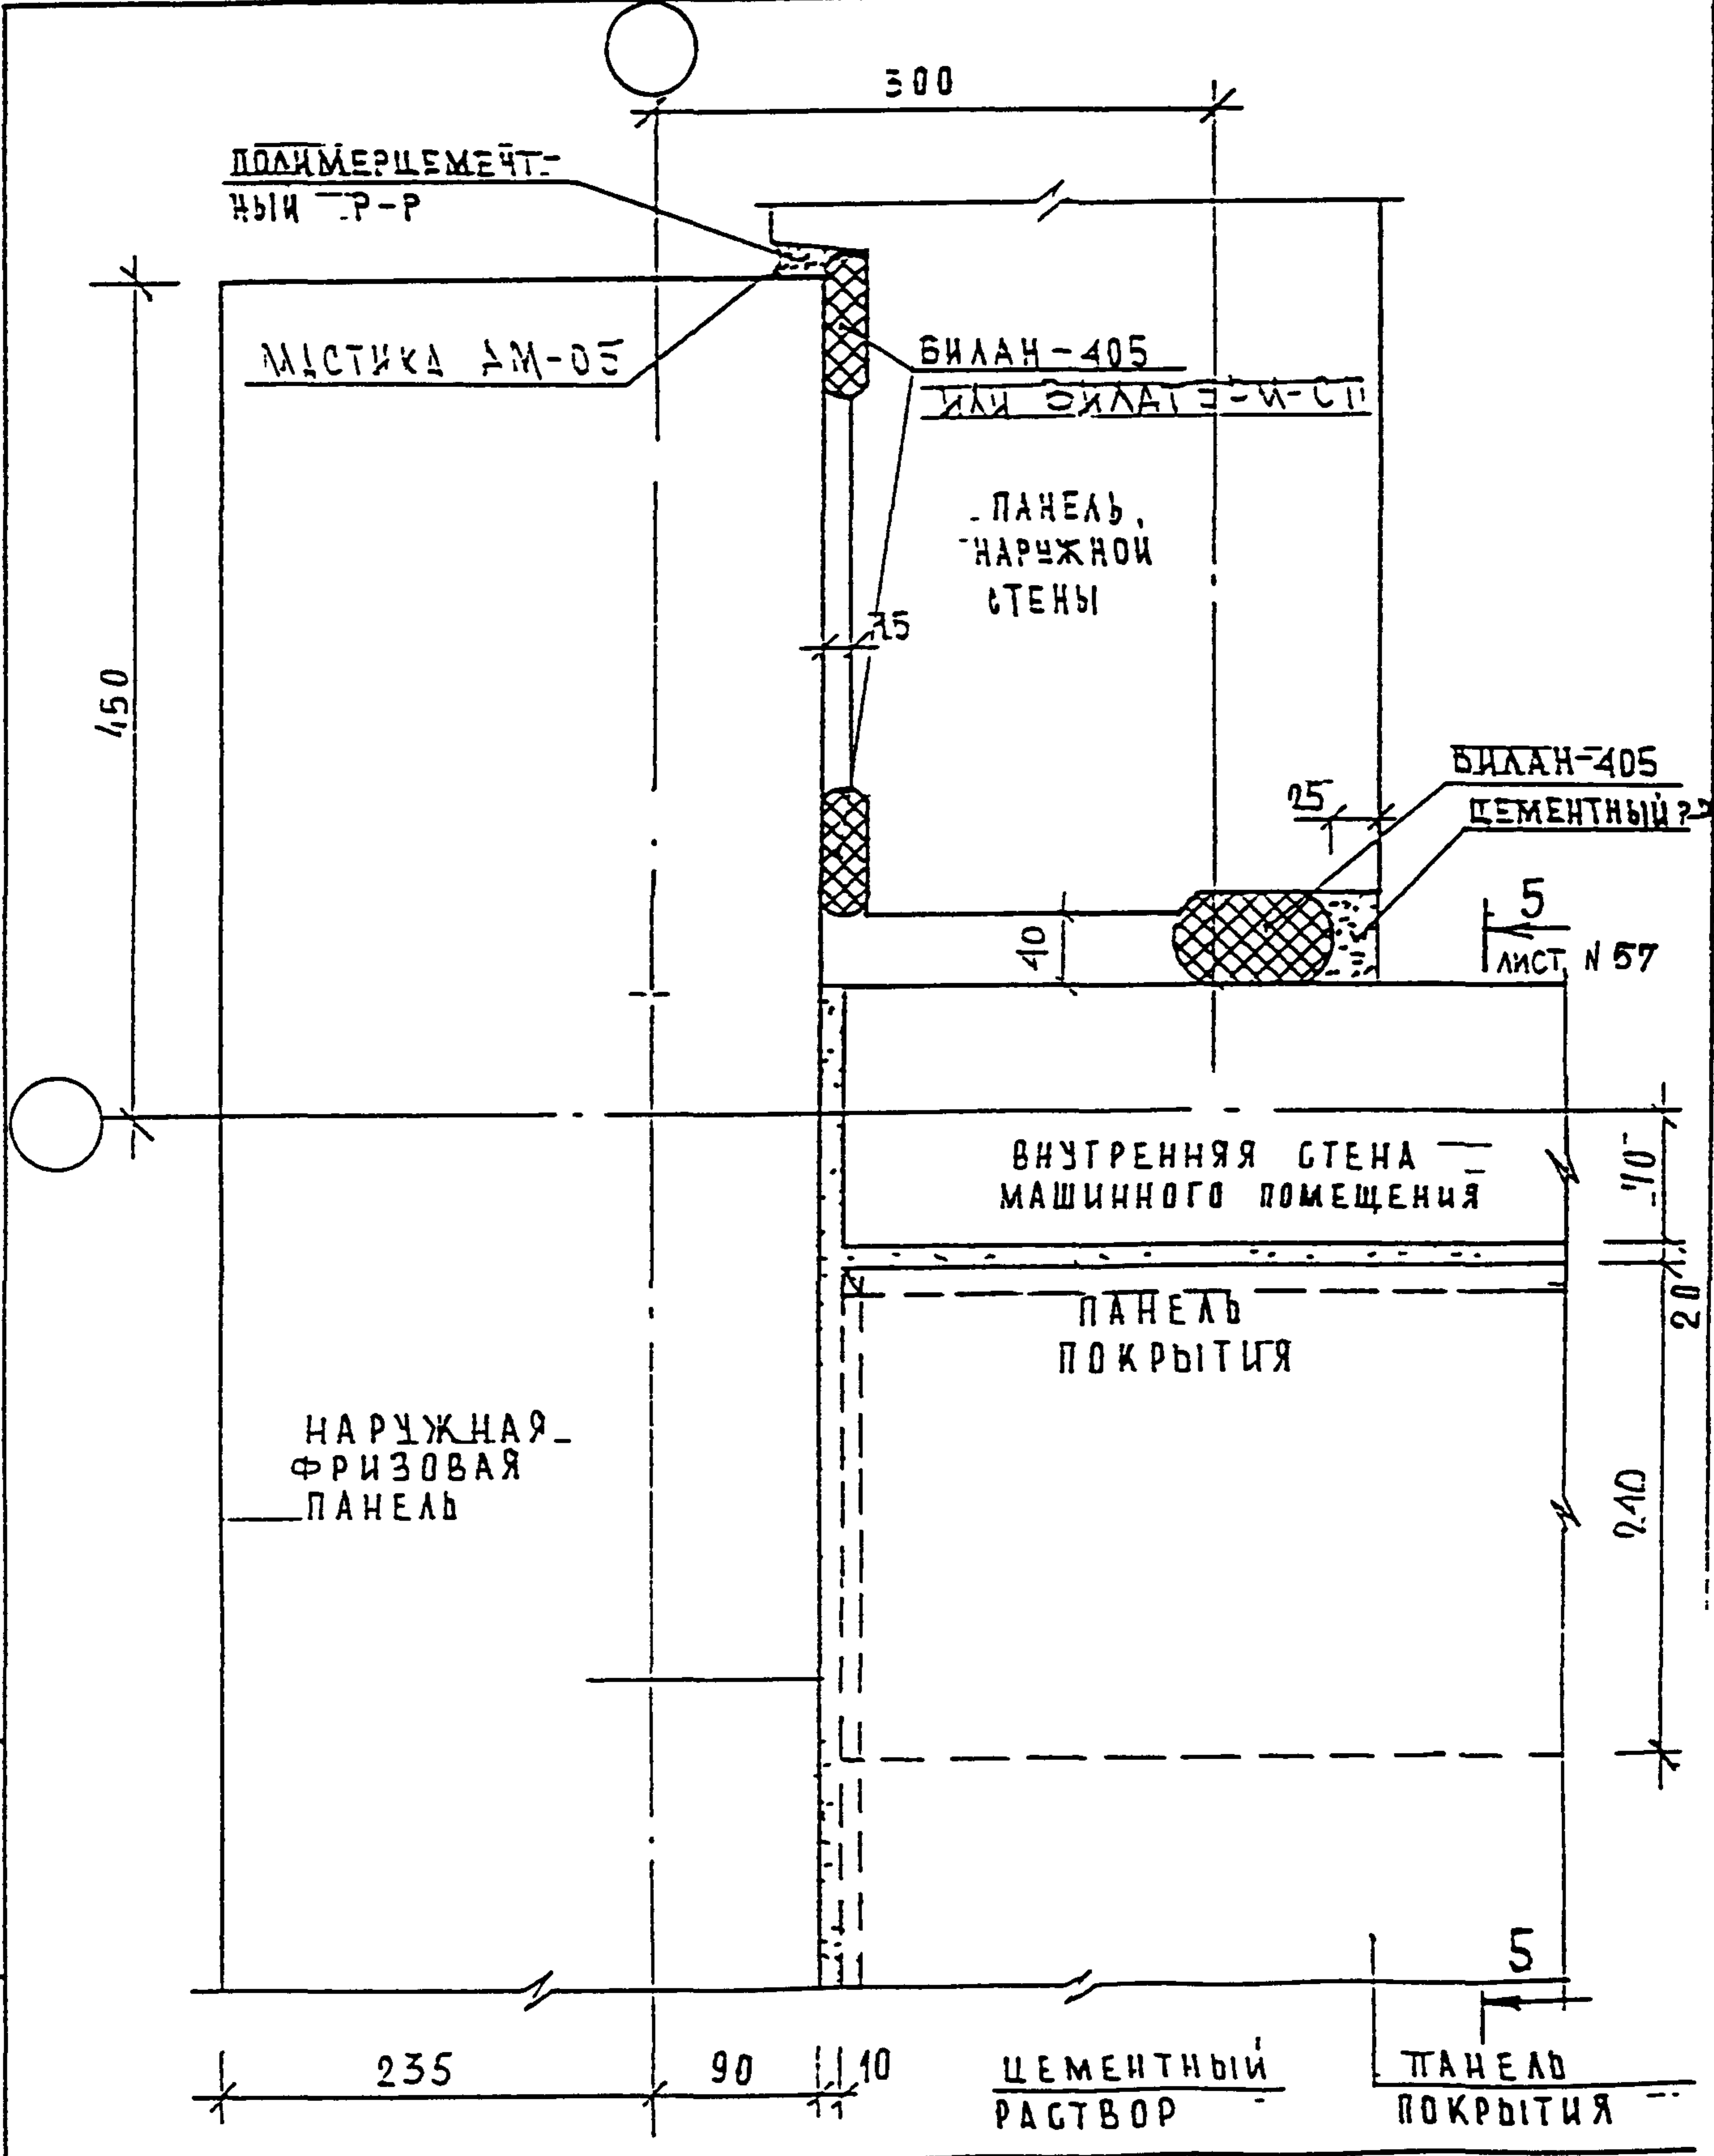 300
ПОЛИМЕРЦЕМЕНТ-
НЫЙ Р-Р
МАСТИКА АМ-05
БИЛАН-405
ИЛИ
ПАНЕЛЬ
НАРУЖНОЙ
СТЕНЫ
15
450
БИЛАН-405
25
ЦЕМЕНТНЫЙ
5
40
ЛИСТ N 57
ВНУТРЕННЯЯ СТЕНА
МАШИННОГО ПОМЕЩЕНИЯ
70
20
ПАНЕЛЬ
ПОКРЫТИЯ
НАРУЖНАЯ
ФРИЗОВАЯ
ПАНЕЛЬ
240
5
235
90
10
ЦЕМЕНТНЫЙ
РАСТВОР
ПАНЕЛЬ
ПОКРЫТИЯ